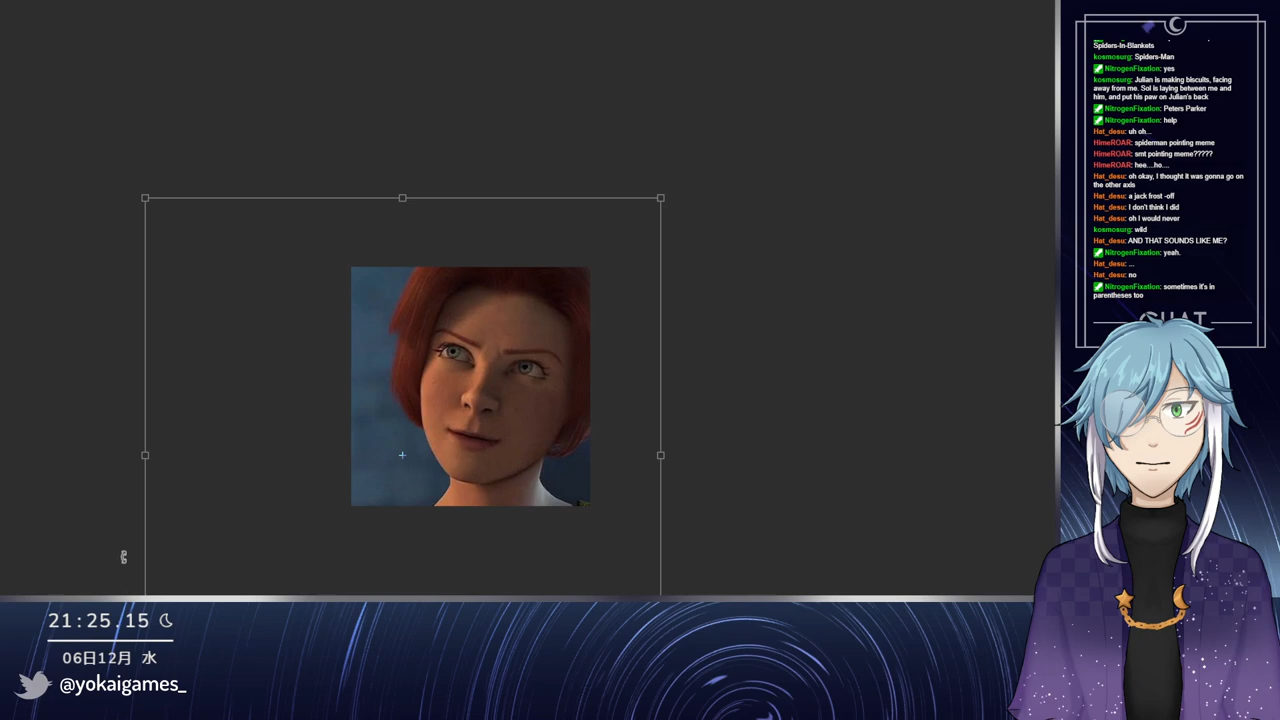 Spiders-In-Blankets
kosmosurg: Spiders-Man
NitrogenFixation: yes
kosmosurg: Julian is making biscuits, facing
away from me. Sol is laying between me and
him, and put his paw on Julian's back
NitrogenFixation: Peters Parker
NitrogenFixation: help
Hat_desu: uh oh...
HimeROAR: spiderman pointing meme
HimeROAR: smt pointing meme?????
HimeROAR: hee....ho....
Hat_desu: oh okay, I thought it was gonna go on
the other axis
Hat_desu: a jack frost -off
Hat_desu: I don't think I did
Hat_desu: oh I would never
kosmosurg: wild
Hat_desu: AND THAT SOUNDS LIKE ME?
NitrogenFixation: yeah.
Hat_desu: ...
Hat_desu: no
NitrogenFixation: sometimes it's in
parentheses too
CHAT
21:25.15
06日12月 水
@yokaigames_